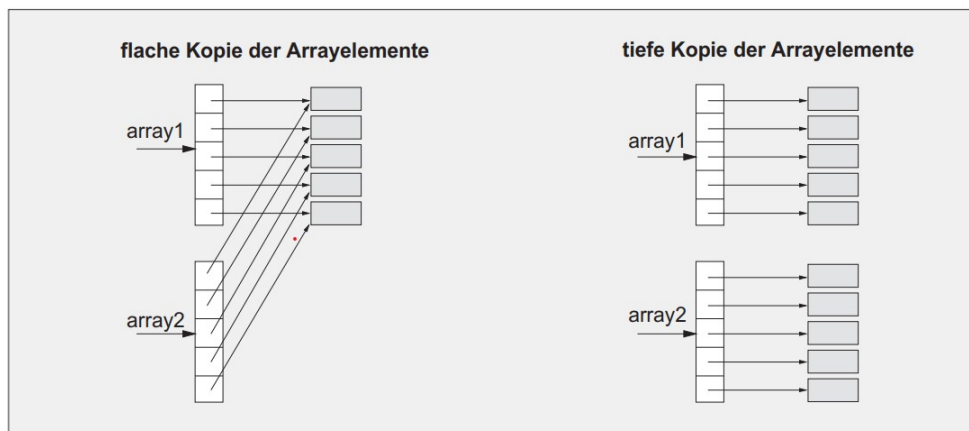 flache Kopie der Arrayelemente
array1
array2
tiefe Kopie der Arrayelemente
array1
array2